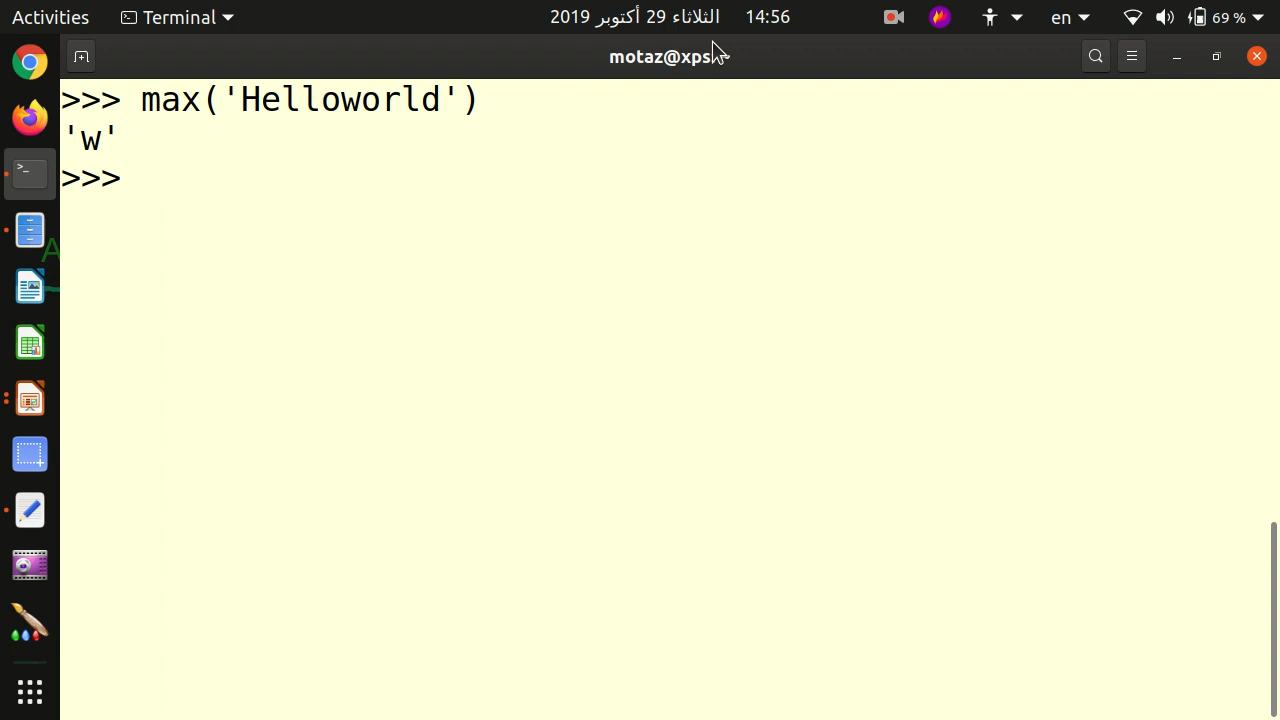 Activities Terminal الثلاثاء 29 أكتوبر 2019 14:56 en 69 %
motaz@xps
>>> max('Helloworld')
'w'
>>>
A